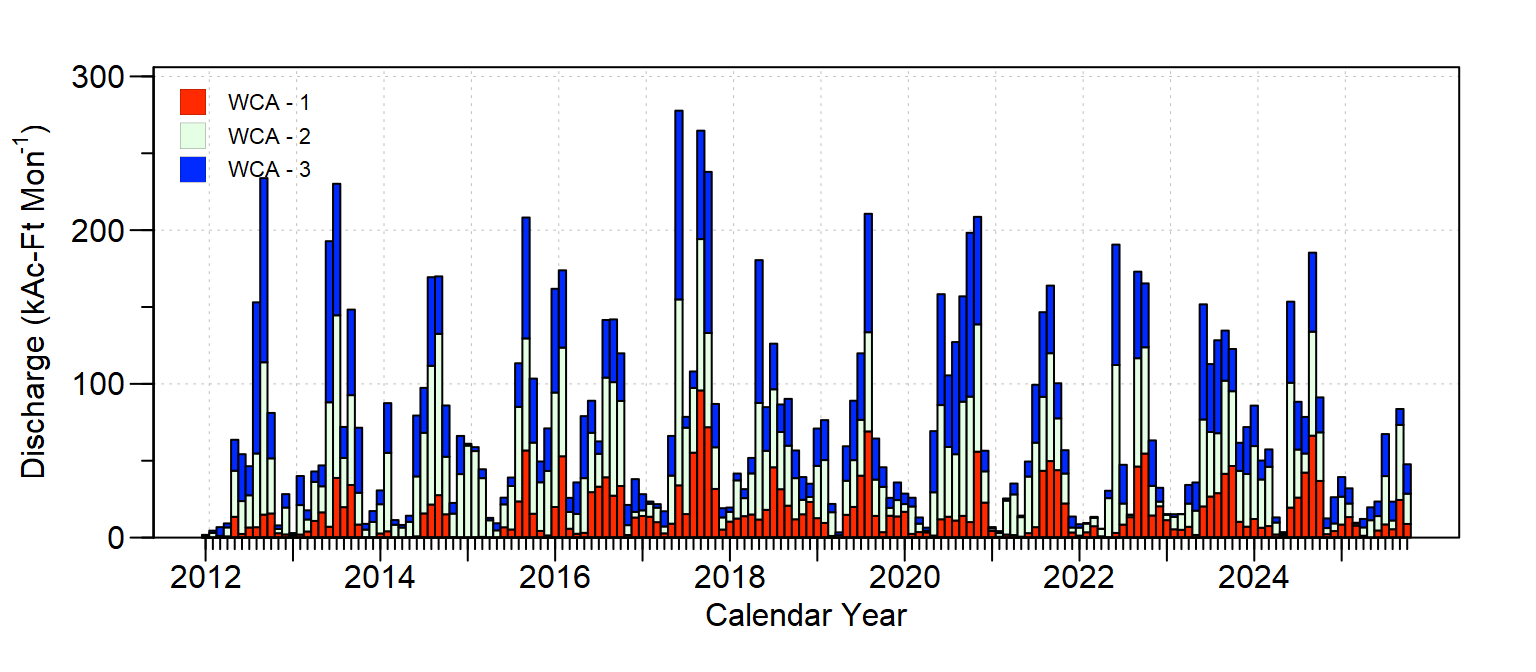 300
200
100
0
Discharge (kAc-Ft Mon⁻¹)
WCA - 1
WCA - 2
WCA - 3
2012 2014 2016 2018 2020 2022 2024
Calendar Year